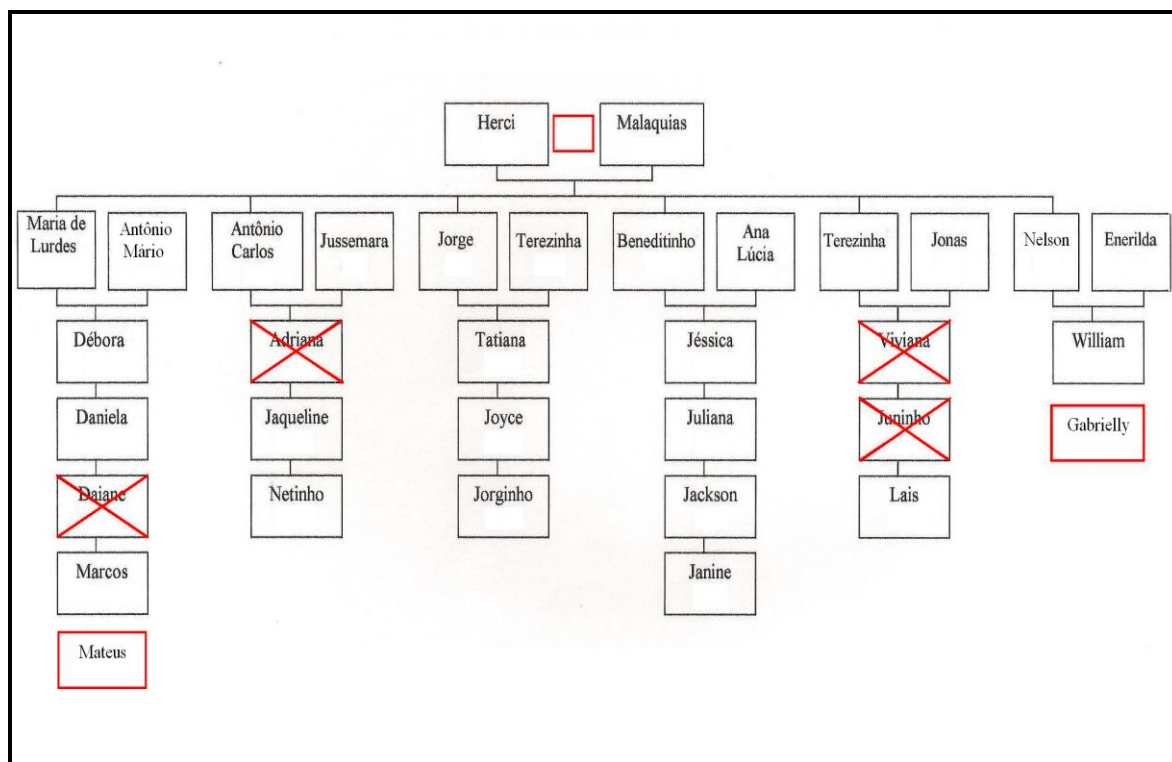 Herci
Malaquias
Maria de
Lurdes
Antônio
Mário
Antônio
Carlos
Jussemara
Jorge
Terezinha
Beneditinho
Ana
Lúcia
Terezinha
Jonas
Nelson
Enerilda
Débora
Adriana
Tatiana
Jéssica
Viviana
William
Daniela
Jaqueline
Joyce
Juliana
Juninho
Gabrielly
Daiane
Netinho
Jorginho
Jackson
Lais
Marcos
Janine
Mateus